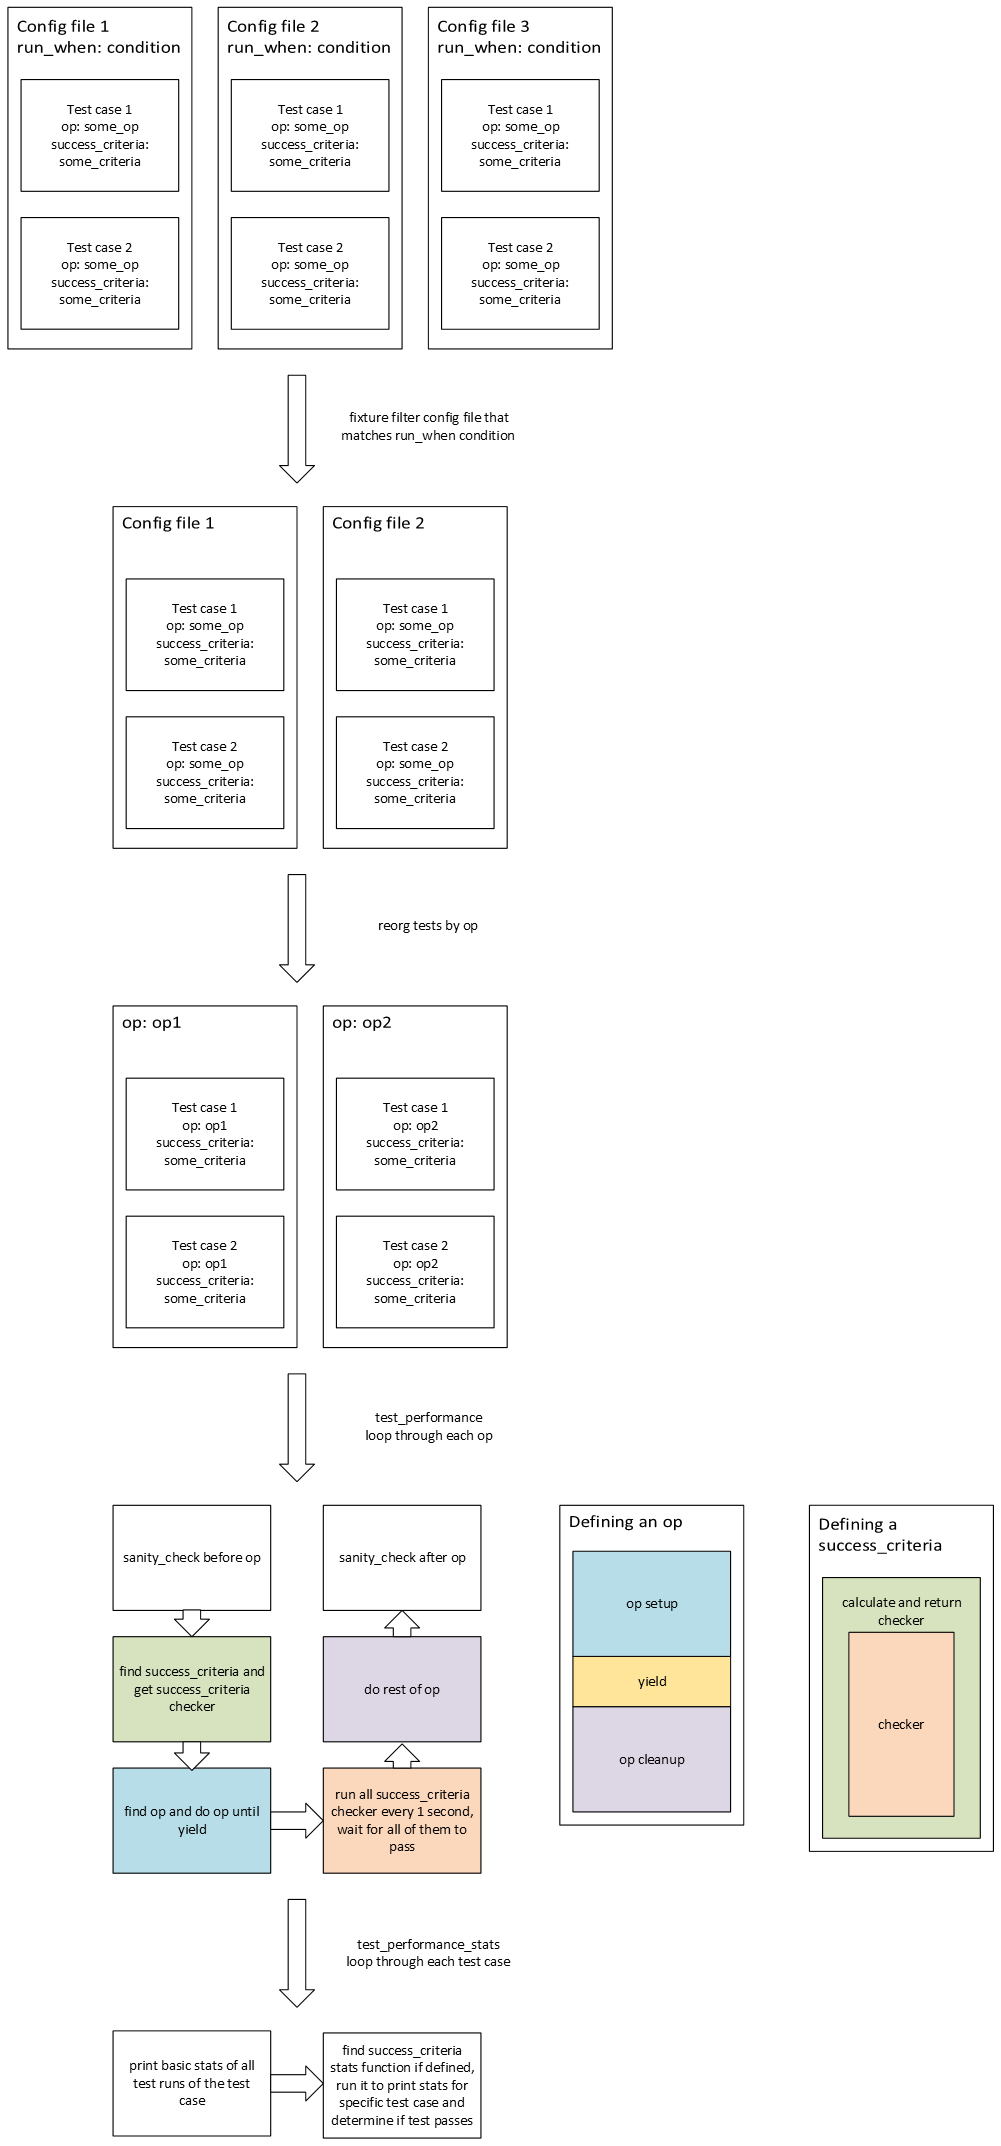 Config file 1
run_when: condition
Test case 1
op: some_op
success_criteria:
some_criteria
Test case 2
op: some_op
success_criteria:
some_criteria
Config file 2
run_when: condition
Test case 1
op: some_op
success_criteria:
some_criteria
Test case 2
op: some_op
success_criteria:
some_criteria
Config file 3
run_when: condition
Test case 1
op: some_op
success_criteria:
some_criteria
Test case 2
op: some_op
success_criteria:
some_criteria
fixture filter config file that
matches run_when condition
Config file 1
Test case 1
op: some_op
success_criteria:
some_criteria
Test case 2
op: some_op
success_criteria:
some_criteria
Config file 2
Test case 1
op: some_op
success_criteria:
some_criteria
Test case 2
op: some_op
success_criteria:
some_criteria
reorg tests by op
op: op1
Test case 1
op: op1
success_criteria:
some_criteria
Test case 2
op: op1
success_criteria:
some_criteria
op: op2
Test case 1
op: op2
success_criteria:
some_criteria
Test case 2
op: op2
success_criteria:
some_criteria
test_performance
loop through each op
sanity_check before op
find success_criteria and
get success_criteria
checker
find op and do op until
yield
run all success_criteria
checker every 1 second,
wait for all of them to
pass
do rest of op
sanity_check after op
Defining an op
op setup
yield
op cleanup
Defining a
success_criteria
calculate and return
checker
checker
test_performance_stats
loop through each test case
print basic stats of all
test runs of the test
case
find success_criteria
stats function if defined,
run it to print stats for
specific test case and
determine if test passes